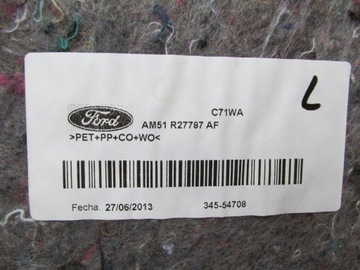 C71WA
L
Ford
AM51 R27787 AF
>PET+PP+CO+WO<
Fecha: 27/06/2013 345-54708